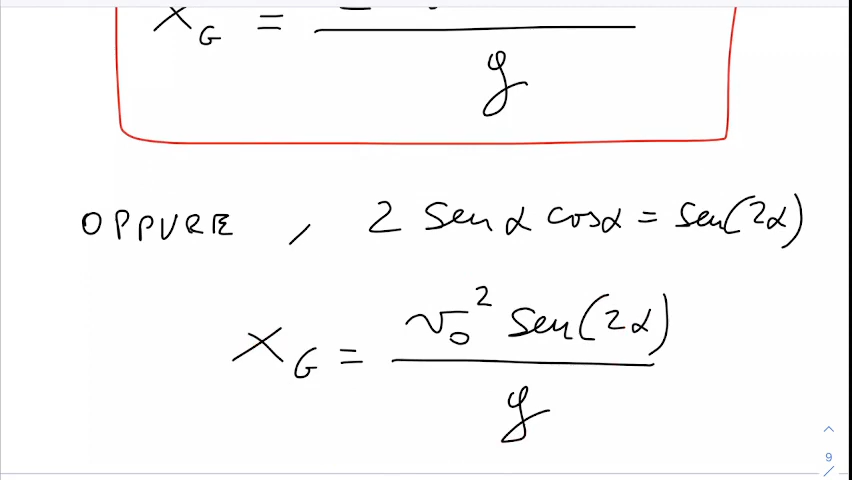 X_G = ‾‾‾ / g
OPPURE , 2 sen α cos α = sen(2α)
X_G = v₀² sen(2α) / g
9